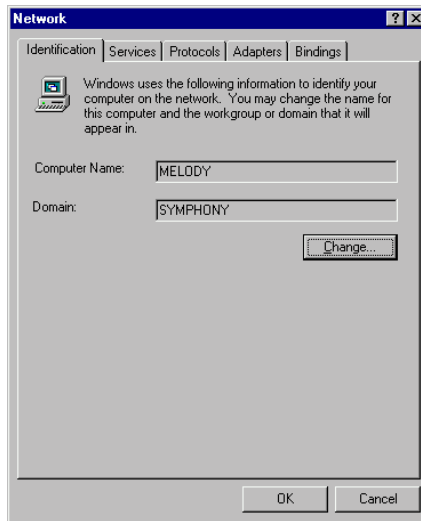 Network
Identification Services Protocols Adapters Bindings
Windows uses the following information to identify your
computer on the network. You may change the name for
this computer and the workgroup or domain that it will
appear in.
Computer Name: MELODY
Domain: SYMPHONY
Change...
OK Cancel